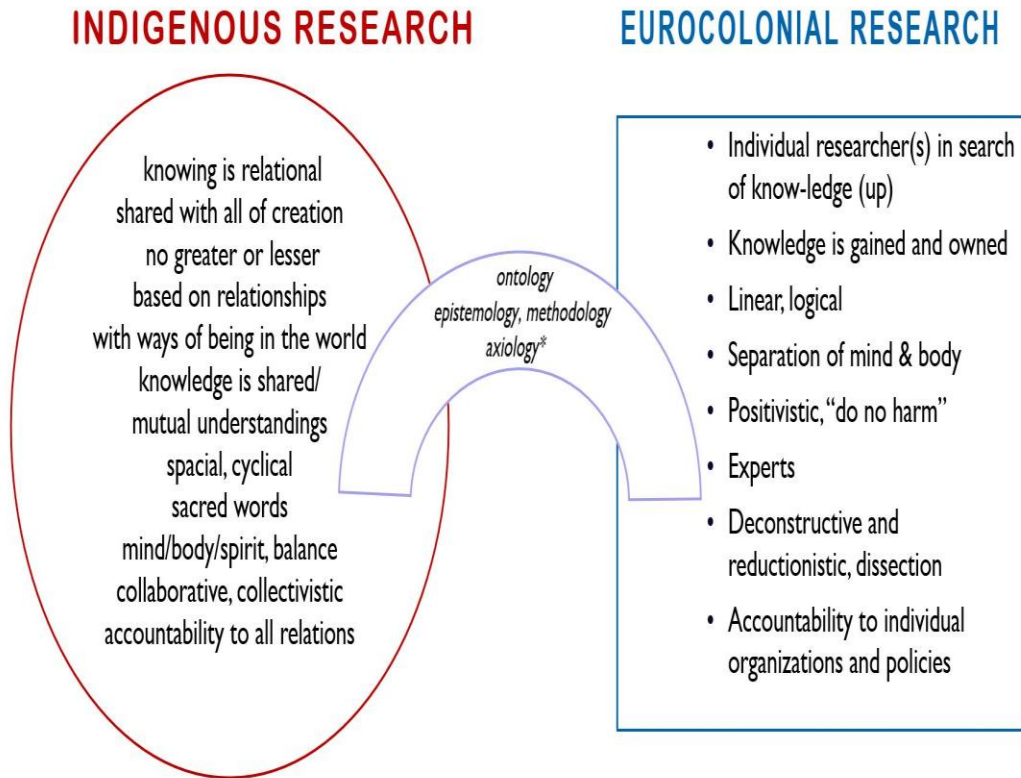 INDIGENOUS RESEARCH
knowing is relational
shared with all of creation
no greater or lesser
based on relationships
with ways of being in the world
knowledge is shared/
mutual understandings
spacial, cyclical
sacred words
mind/body/spirit, balance
collaborative, collectivistic
accountability to all relations
ontology
epistemology, methodology
axiology*
EUROCOLONIAL RESEARCH
• Individual researcher(s) in search
of know-ledge (up)
• Knowledge is gained and owned
• Linear, logical
• Separation of mind & body
• Positivistic, “do no harm”
• Experts
• Deconstructive and
reductionistic, dissection
• Accountability to individual
organizations and policies